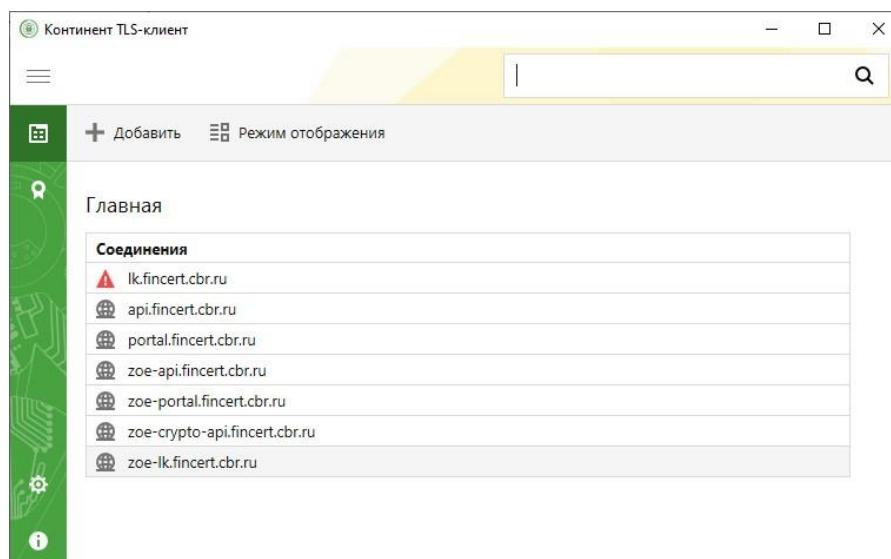 Континент TLS-клиент
Добавить Режим отображения
Главная
Соединения
lk.fincert.cbr.ru
api.fincert.cbr.ru
portal.fincert.cbr.ru
zoe-api.fincert.cbr.ru
zoe-portal.fincert.cbr.ru
zoe-crypto-api.fincert.cbr.ru
zoe-lk.fincert.cbr.ru